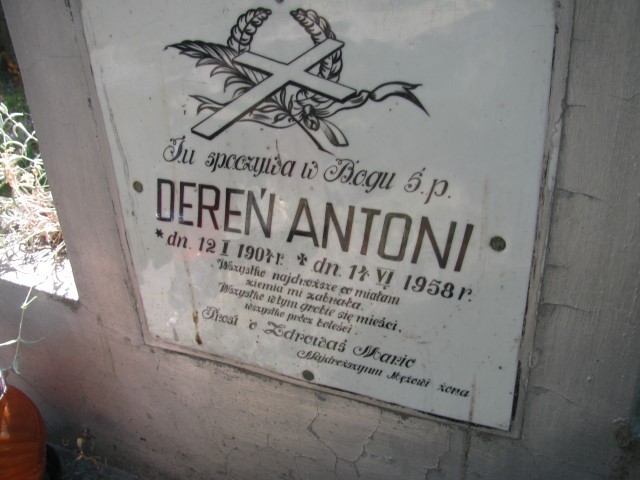 Tu spoczywa w Bogu ś.p.
DEREŃ ANTONI
* dn. 12 I 1904 r. ✝ dn. 14 VI 1958 r.
Wszystko najdroższe co miałam
ziemia mi zabrała.
Wszystko w tym grobie się mieści,
wszystko prócz boleści
Prosi o Zdrowaś Mario
Najdroższymu Mężowi żona